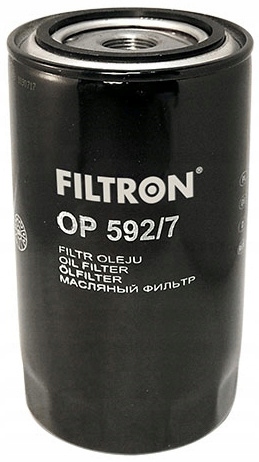 FILTRON®
OP 592/7
FILTR OLEJU
OIL FILTER
ÖLFILTER
МАСЛЯНЫЙ ФИЛЬТР